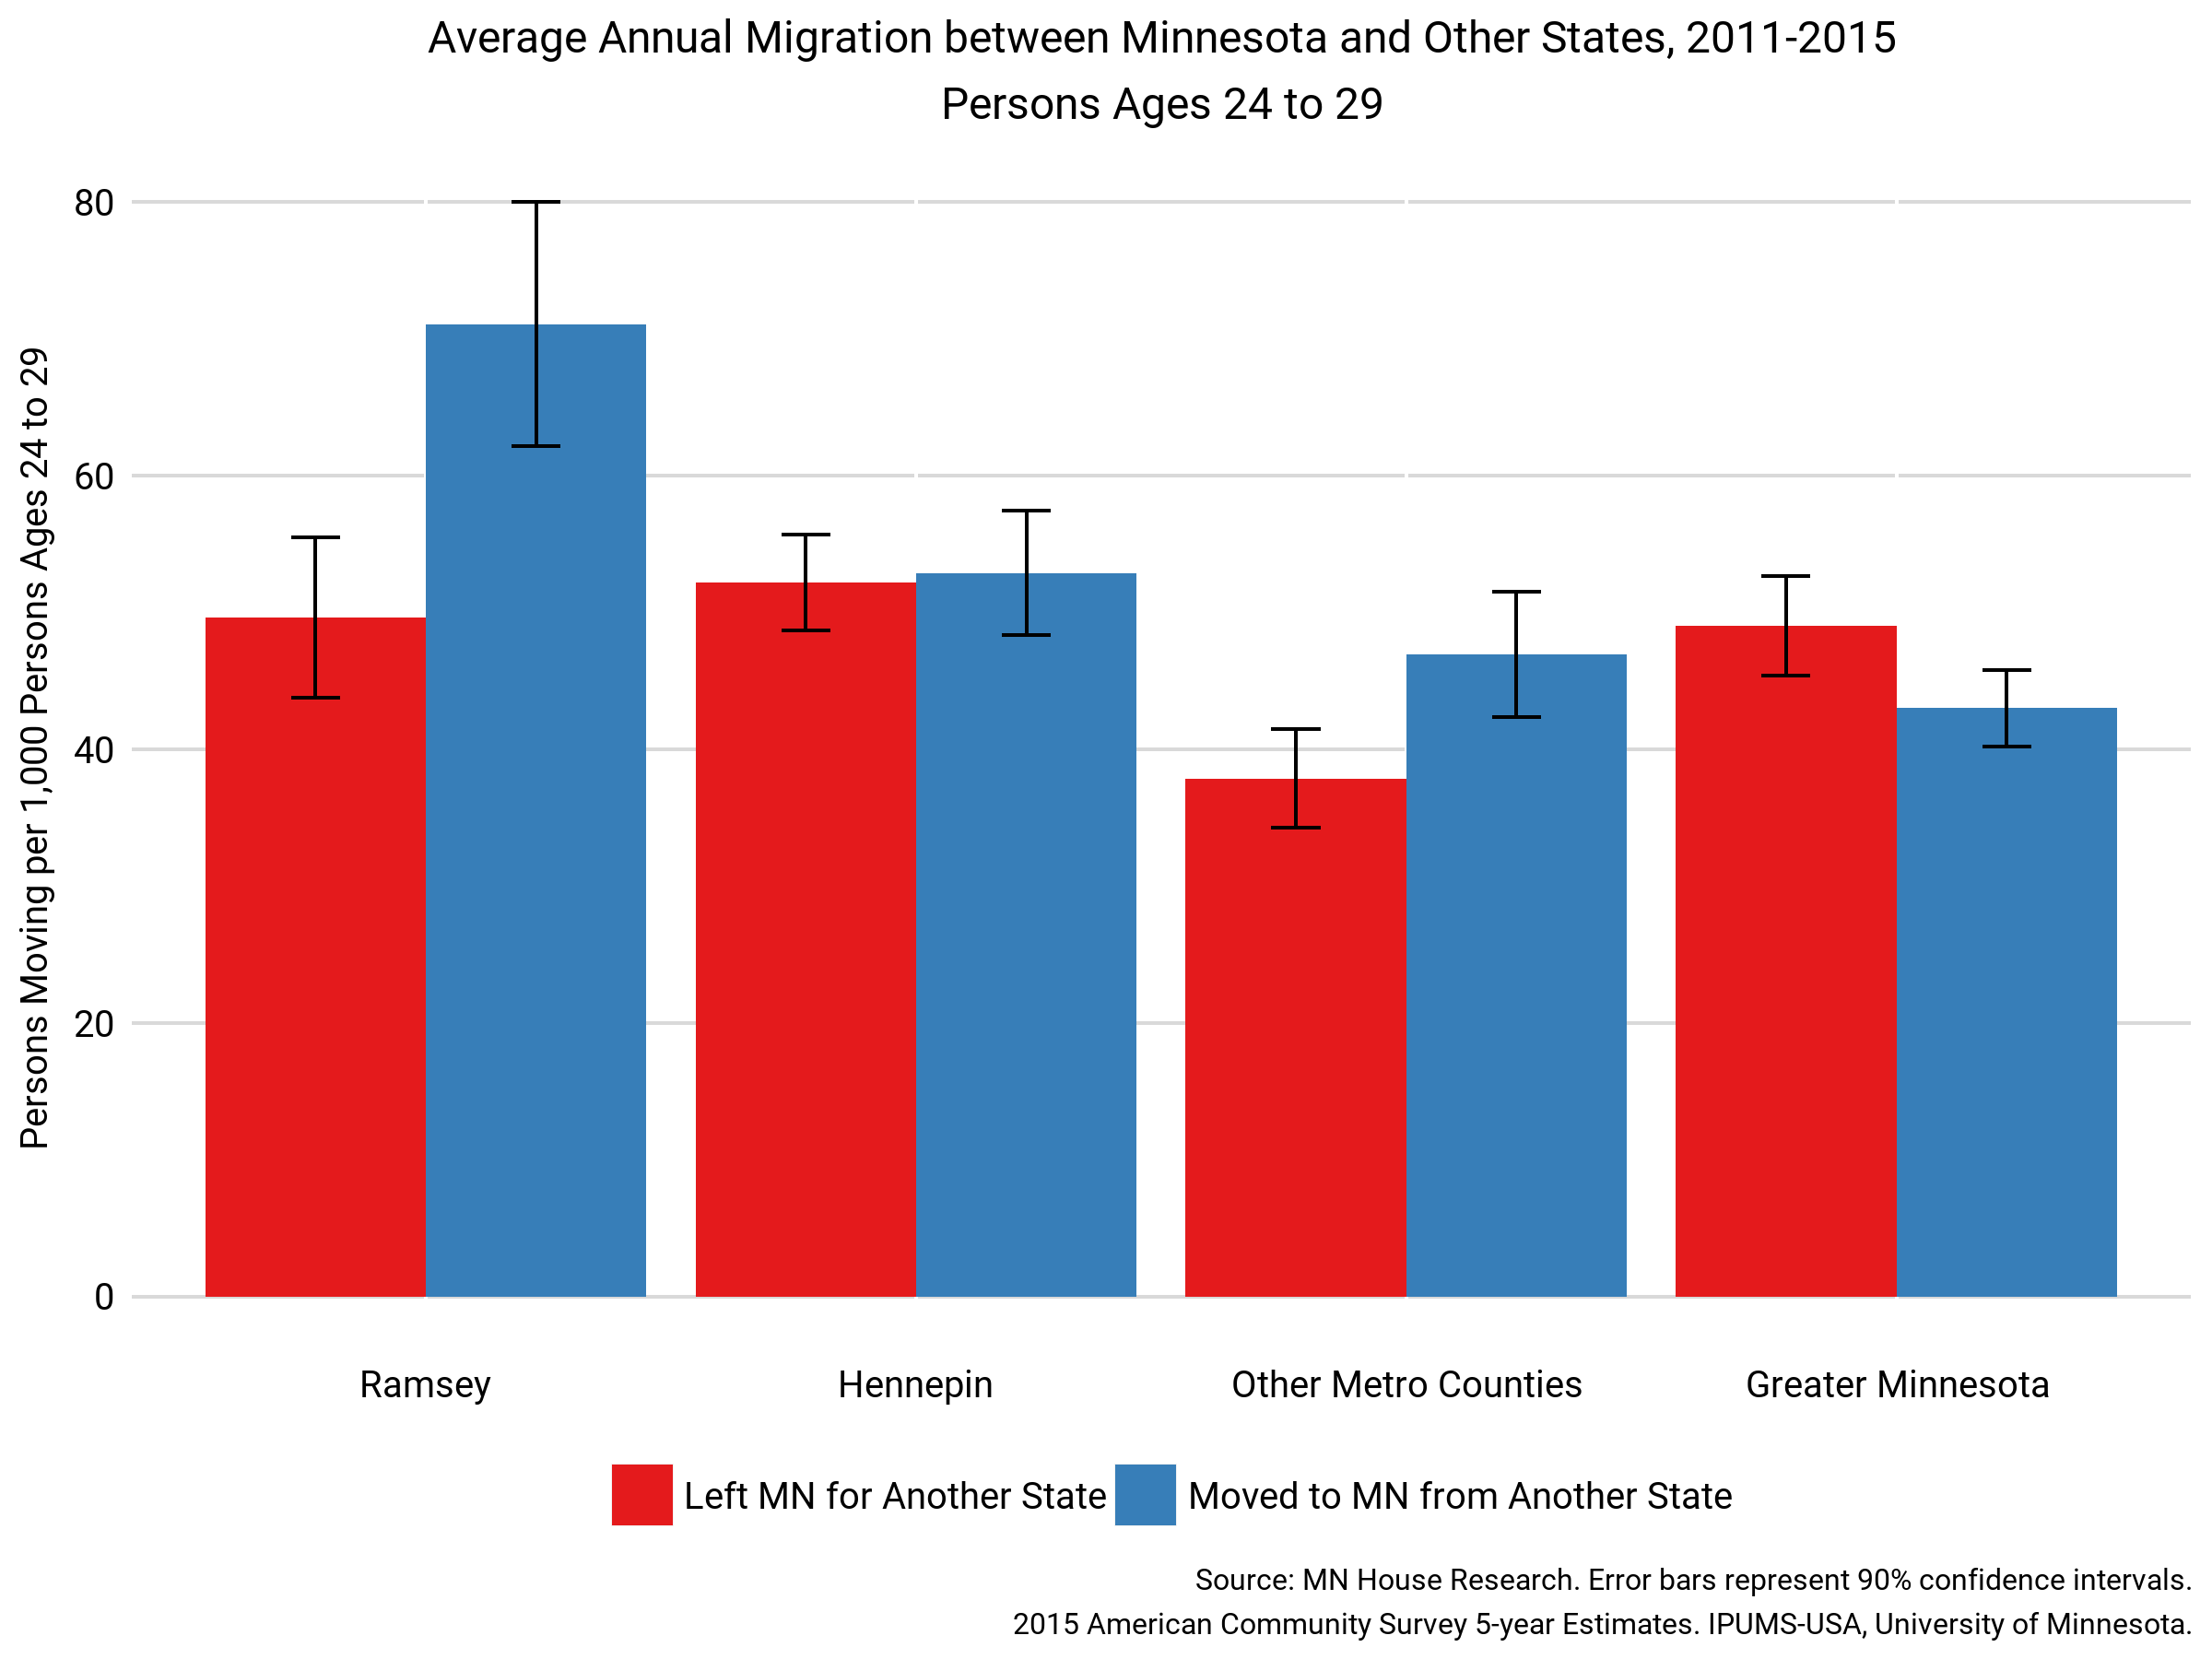 Average Annual Migration between Minnesota and Other States, 2011-2015
Persons Ages 24 to 29
Persons Moving per 1,000 Persons Ages 24 to 29
80
60
40
20
0
Ramsey
Hennepin
Other Metro Counties
Greater Minnesota
Left MN for Another State
Moved to MN from Another State
Source: MN House Research. Error bars represent 90% confidence intervals.
2015 American Community Survey 5-year Estimates. IPUMS-USA, University of Minnesota.